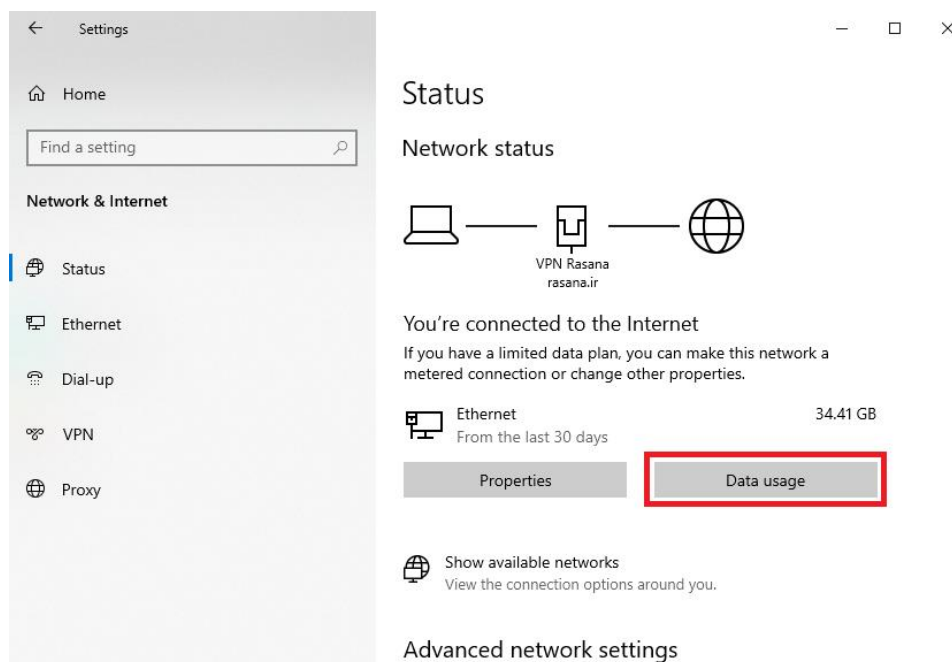 Settings
Home
Find a setting
Network & Internet
Status
Ethernet
Dial-up
VPN
Proxy
Status
Network status
VPN Rasana
rasana.ir
You're connected to the Internet
If you have a limited data plan, you can make this network a
metered connection or change other properties.
Ethernet 34.41 GB
From the last 30 days
Properties Data usage
Show available networks
View the connection options around you.
Advanced network settings